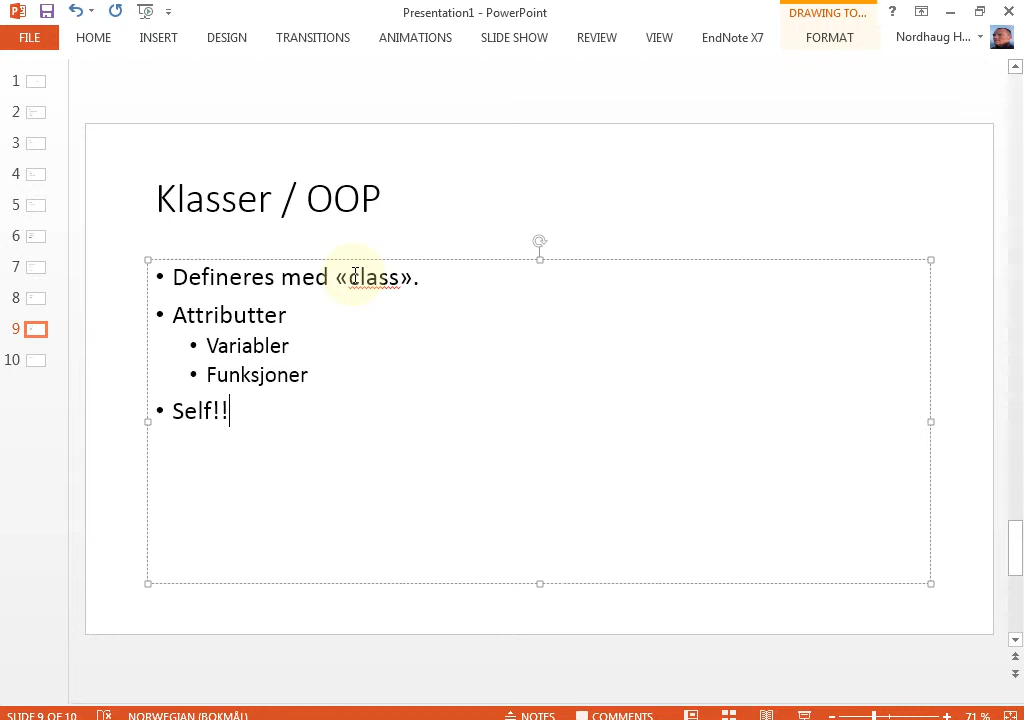 Presentation1 - PowerPoint
DRAWING TO...
?
FILE
HOME
INSERT
DESIGN
TRANSITIONS
ANIMATIONS
SLIDE SHOW
REVIEW
VIEW
EndNote X7
FORMAT
Nordhaug H...
1
2
3
4
5
6
7
8
9
10
Klasser / OOP
• Defineres med «class».
• Attributter
• Variabler
• Funksjoner
• Self!!
SLIDE 9 OF 10
NORWEGIAN (BOKMÅL)
NOTES
COMMENTS
71 %